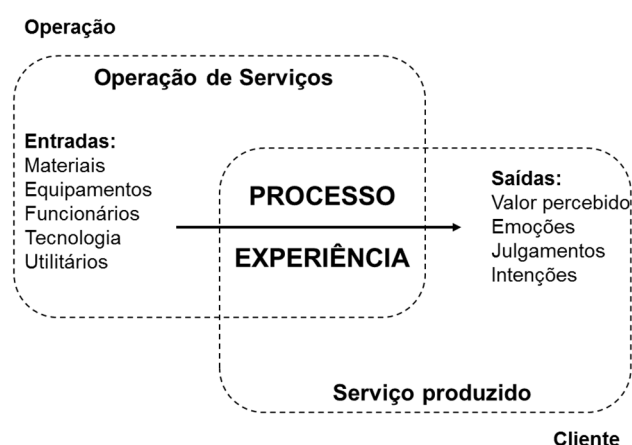 Operação
Operação de Serviços
Entradas:
Materiais
Equipamentos
Funcionários
Tecnologia
Utilitários
PROCESSO
EXPERIÊNCIA
Saídas:
Valor percebido
Emoções
Julgamentos
Intenções
Serviço produzido
Cliente